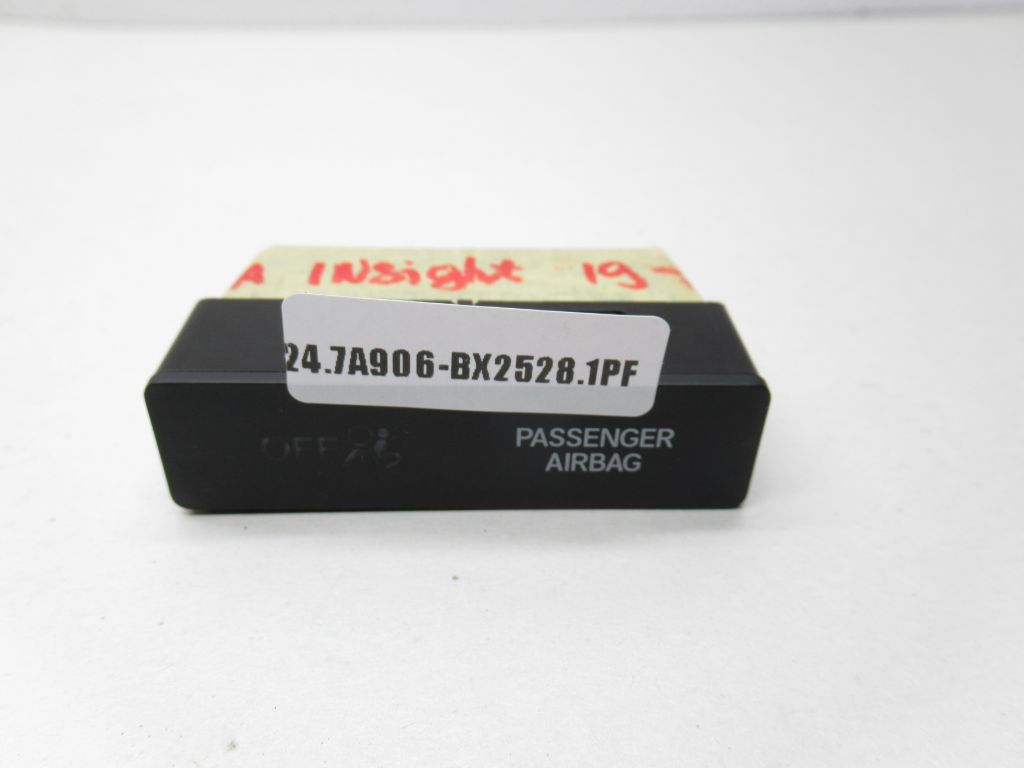 A INSight 19-
24.7A906-BX2528.1PF
OFF
PASSENGER
AIRBAG